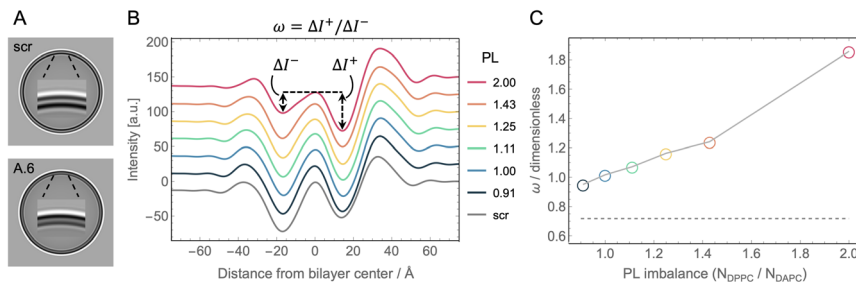 A
scr
A.6
B
ω = ΔI⁺/ΔI⁻
ΔI⁻
ΔI⁺
PL
2.00
1.43
1.25
1.11
1.00
0.91
scr
Intensity [a.u.]
200
150
100
50
0
−50
−60 −40 −20 0 20 40 60
Distance from bilayer center / Å
C
ω / dimensionless
1.8
1.6
1.4
1.2
1.0
0.8
0.6
1.0 1.2 1.4 1.6 1.8 2.0
PL imbalance (N_DPPC / N_DAPC)